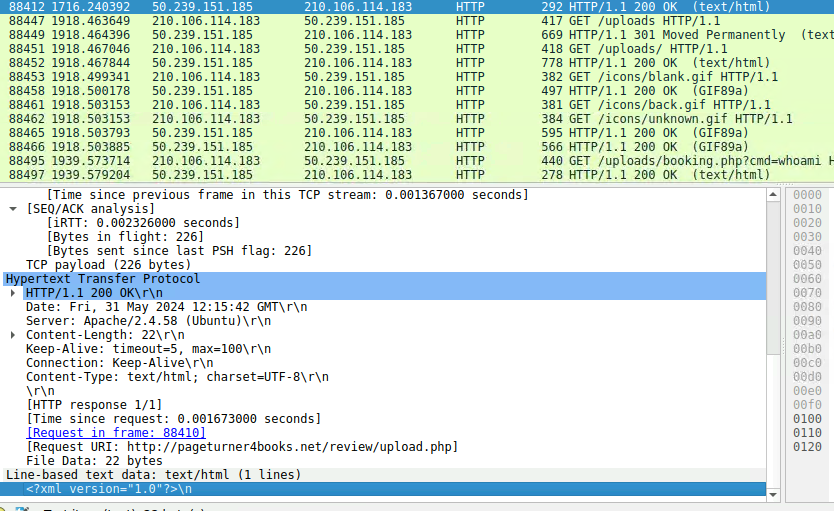 88412 1716.240392 50.239.151.185 210.106.114.183 HTTP 292 HTTP/1.1 200 OK (text/html)
88447 1918.463649 210.106.114.183 50.239.151.185 HTTP 417 GET /uploads HTTP/1.1
88449 1918.464396 50.239.151.185 210.106.114.183 HTTP 669 HTTP/1.1 301 Moved Permanently (tex
88451 1918.467046 210.106.114.183 50.239.151.185 HTTP 418 GET /uploads/ HTTP/1.1
88452 1918.467844 50.239.151.185 210.106.114.183 HTTP 778 HTTP/1.1 200 OK (text/html)
88453 1918.499341 210.106.114.183 50.239.151.185 HTTP 382 GET /icons/blank.gif HTTP/1.1
88458 1918.500178 50.239.151.185 210.106.114.183 HTTP 497 HTTP/1.1 200 OK (GIF89a)
88461 1918.503153 210.106.114.183 50.239.151.185 HTTP 381 GET /icons/back.gif HTTP/1.1
88462 1918.503153 210.106.114.183 50.239.151.185 HTTP 384 GET /icons/unknown.gif HTTP/1.1
88465 1918.503793 50.239.151.185 210.106.114.183 HTTP 595 HTTP/1.1 200 OK (GIF89a)
88466 1918.503885 50.239.151.185 210.106.114.183 HTTP 566 HTTP/1.1 200 OK (GIF89a)
88495 1939.573714 210.106.114.183 50.239.151.185 HTTP 440 GET /uploads/booking.php?cmd=whoami H
88497 1939.579204 50.239.151.185 210.106.114.183 HTTP 278 HTTP/1.1 200 OK (text/html)
[Time since previous frame in this TCP stream: 0.001367000 seconds]
[SEQ/ACK analysis]
[iRTT: 0.002326000 seconds]
[Bytes in flight: 226]
[Bytes sent since last PSH flag: 226]
TCP payload (226 bytes)
Hypertext Transfer Protocol
HTTP/1.1 200 OK\r\n
Date: Fri, 31 May 2024 12:15:42 GMT\r\n
Server: Apache/2.4.58 (Ubuntu)\r\n
Content-Length: 22\r\n
Keep-Alive: timeout=5, max=100\r\n
Connection: Keep-Alive\r\n
Content-Type: text/html; charset=UTF-8\r\n
\r\n
[HTTP response 1/1]
[Time since request: 0.001673000 seconds]
[Request in frame: 88410]
[Request URI: http://pageturner4books.net/review/upload.php]
File Data: 22 bytes
Line-based text data: text/html (1 lines)
<?xml version="1.0"?>\n
0000
0010
0020
0030
0040
0050
0060
0070
0080
0090
00a0
00b0
00c0
00d0
00e0
00f0
0100
0110
0120